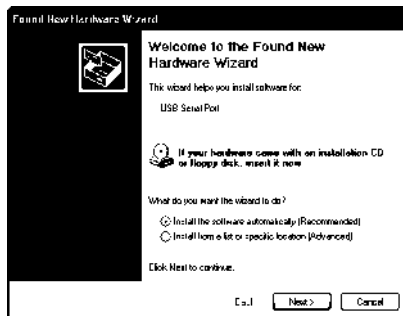 Found New Hardware Wizard
Welcome to the Found New
Hardware Wizard
This wizard helps you install software for:
USB Serial Port
If your hardware came with an installation CD
or floppy disk, insert it now
What do you want the wizard to do?
Install the software automatically (Recommended)
Install from a list or specific location (Advanced)
Click Next to continue.
Next >
Cancel